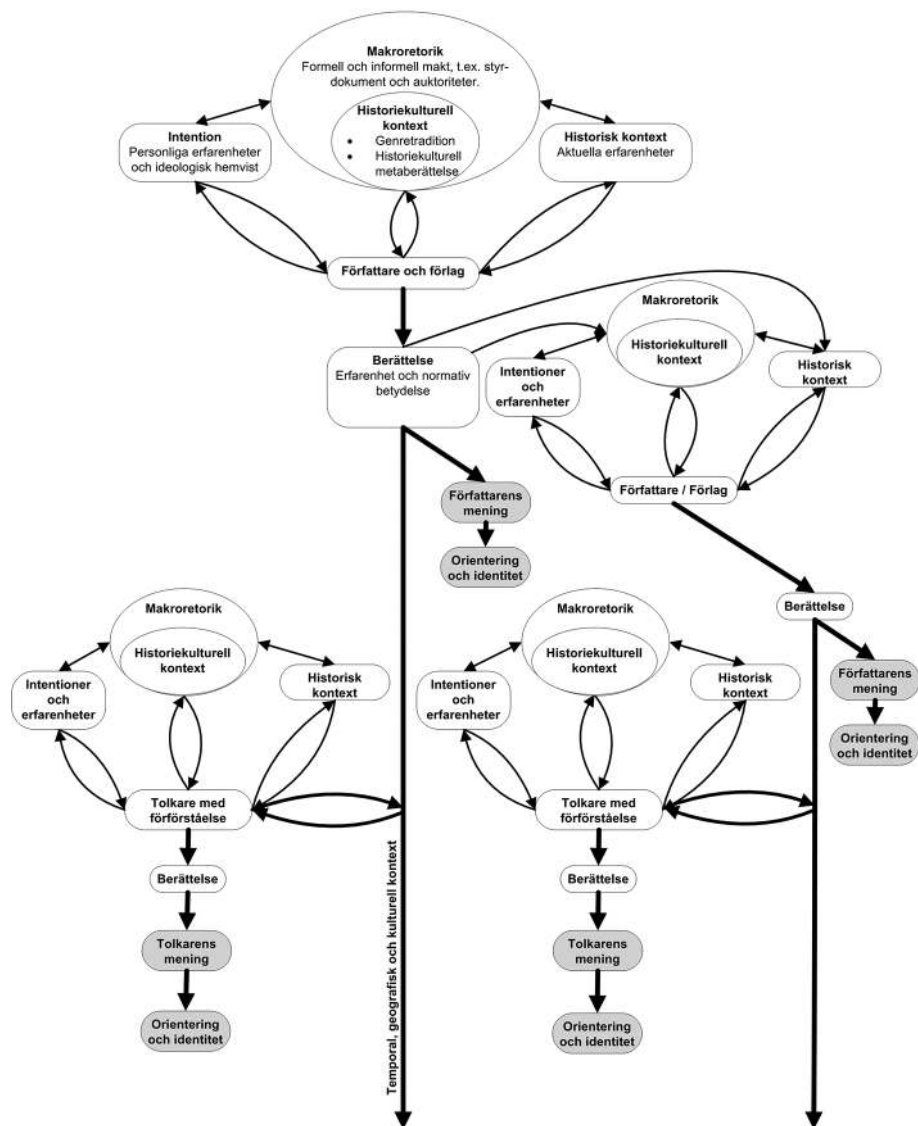 Makroretorik
Formell och informell makt, t.ex. styr-
dokument och auktoriteter.
Historiekulturell
kontext
• Genretradition
• Historiekulturell
metaberättelse
Intention
Personliga erfarenheter
och ideologisk hemvist
Historisk kontext
Aktuella erfarenheter
Författare och förlag
Berättelse
Erfarenhet och normativ
betydelse
Makroretorik
Historiekulturell
kontext
Intentioner
och
erfarenheter
Historisk
kontext
Författare / Förlag
Författarens
mening
Orientering
och identitet
Berättelse
Författarens
mening
Orientering
och identitet
Makroretorik
Historiekulturell
kontext
Intentioner
och
erfarenheter
Historisk
kontext
Tolkare med
förförståelse
Berättelse
Tolkarens
mening
Orientering
och identitet
Temporal, geografisk och kulturell kontext
Makroretorik
Historiekulturell
kontext
Intentioner
och
erfarenheter
Historisk
kontext
Tolkare med
förförståelse
Berättelse
Tolkarens
mening
Orientering
och identitet